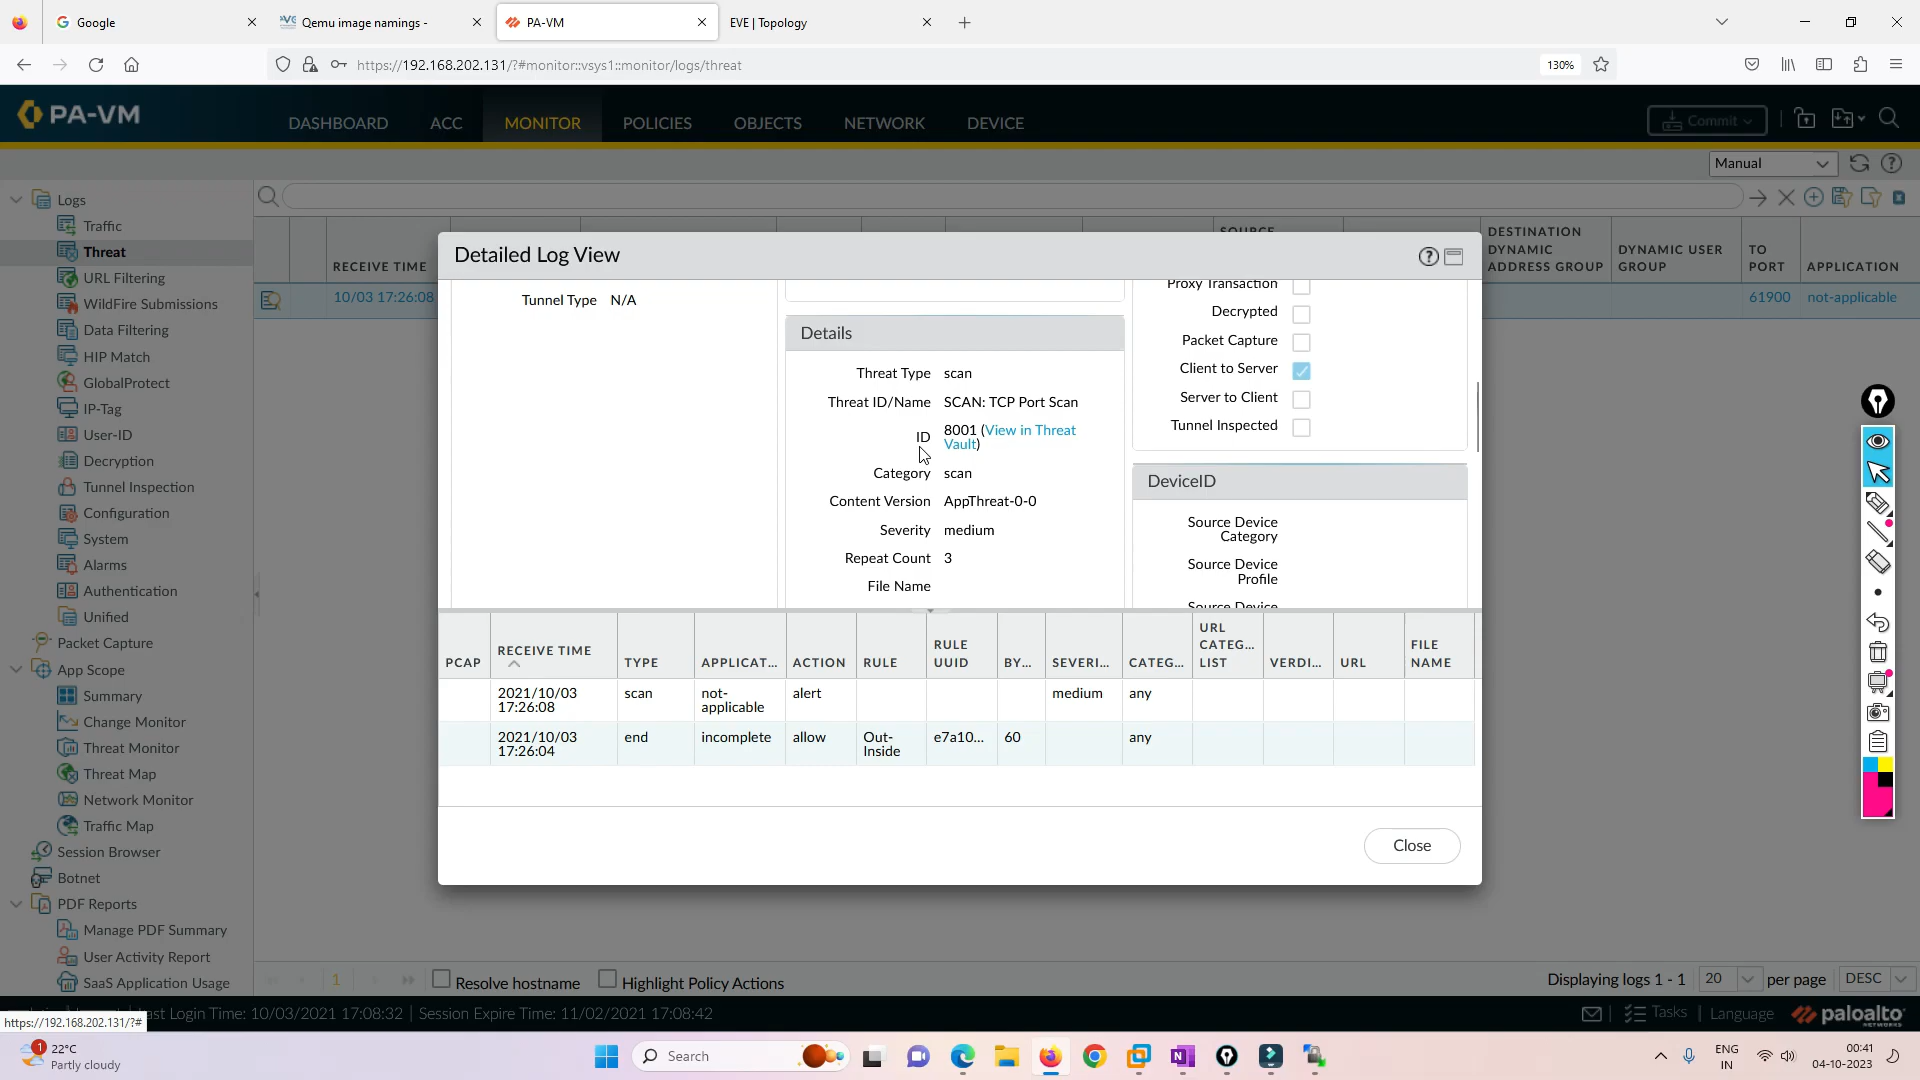 Google
Qemu image namings -
PA-VM
EVE | Topology
https://192.168.202.131/?#monitor::vsys1::monitor/logs/threat
130%
PA-VM
DASHBOARD
ACC
MONITOR
POLICIES
OBJECTS
NETWORK
DEVICE
Commit
Manual
Logs
Traffic
Threat
URL Filtering
WildFire Submissions
Data Filtering
HIP Match
GlobalProtect
IP-Tag
User-ID
Decryption
Tunnel Inspection
Configuration
System
Alarms
Authentication
Unified
Packet Capture
App Scope
Summary
Change Monitor
Threat Monitor
Threat Map
Network Monitor
Traffic Map
Session Browser
Botnet
PDF Reports
Manage PDF Summary
User Activity Report
SaaS Application Usage
RECEIVE TIME
SOURCE
DESTINATION
DYNAMIC
ADDRESS GROUP
DYNAMIC USER
GROUP
TO
PORT
APPLICATION
10/03 17:26:08
61900
not-applicable
Detailed Log View
Tunnel Type N/A
Details
Threat Type scan
Threat ID/Name SCAN: TCP Port Scan
ID 8001 (View in Threat
Vault)
Category scan
Content Version AppThreat-0-0
Severity medium
Repeat Count 3
File Name
Proxy Transaction
Decrypted
Packet Capture
Client to Server
Server to Client
Tunnel Inspected
DeviceID
Source Device
Category
Source Device
Profile
Source Device
PCAP
RECEIVE TIME
TYPE
APPLICAT...
ACTION
RULE
RULE
UUID
BY...
SEVERI...
CATEG...
URL
CATEG...
LIST
VERDI...
URL
FILE
NAME
2021/10/03
17:26:08
scan
not-
applicable
alert
medium
any
2021/10/03
17:26:04
end
incomplete
allow
Out-
Inside
e7a10...
60
any
Close
1
Resolve hostname
Highlight Policy Actions
Displaying logs 1 - 1
20
per page
DESC
https://192.168.202.131/?#
Last Login Time: 10/03/2021 17:08:32 | Session Expire Time: 11/02/2021 17:08:42
Tasks
Language
paloalto
NETWORKS
1
22°C
Partly cloudy
Search
ENG
IN
00:41
04-10-2023